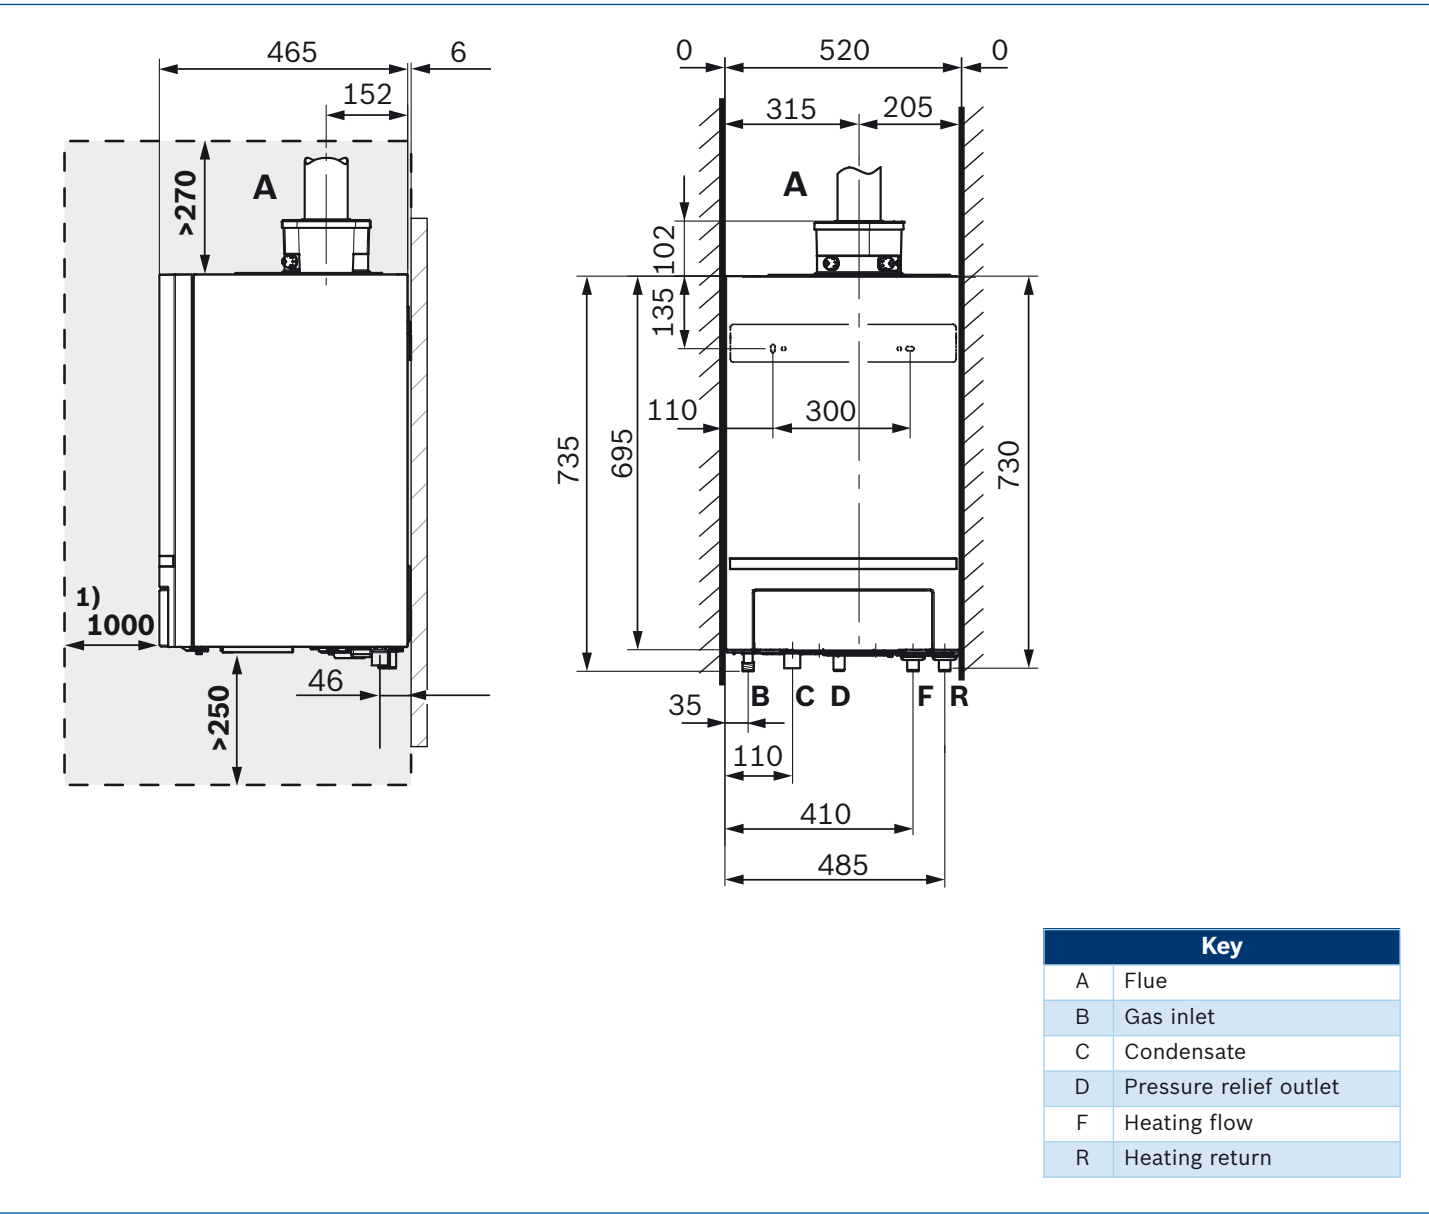 465
6
152
>270
A
1)
1000
46
>250
0
520
0
315
205
A
102
135
110
300
735
695
730
B
C
D
F
R
35
110
410
485
Key
A Flue
B Gas inlet
C Condensate
D Pressure relief outlet
F Heating flow
R Heating return